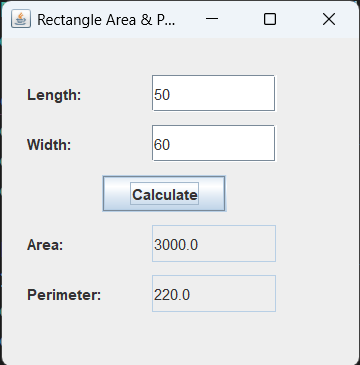 Rectangle Area & P...
Length: 50
Width: 60
Calculate
Area: 3000.0
Perimeter: 220.0